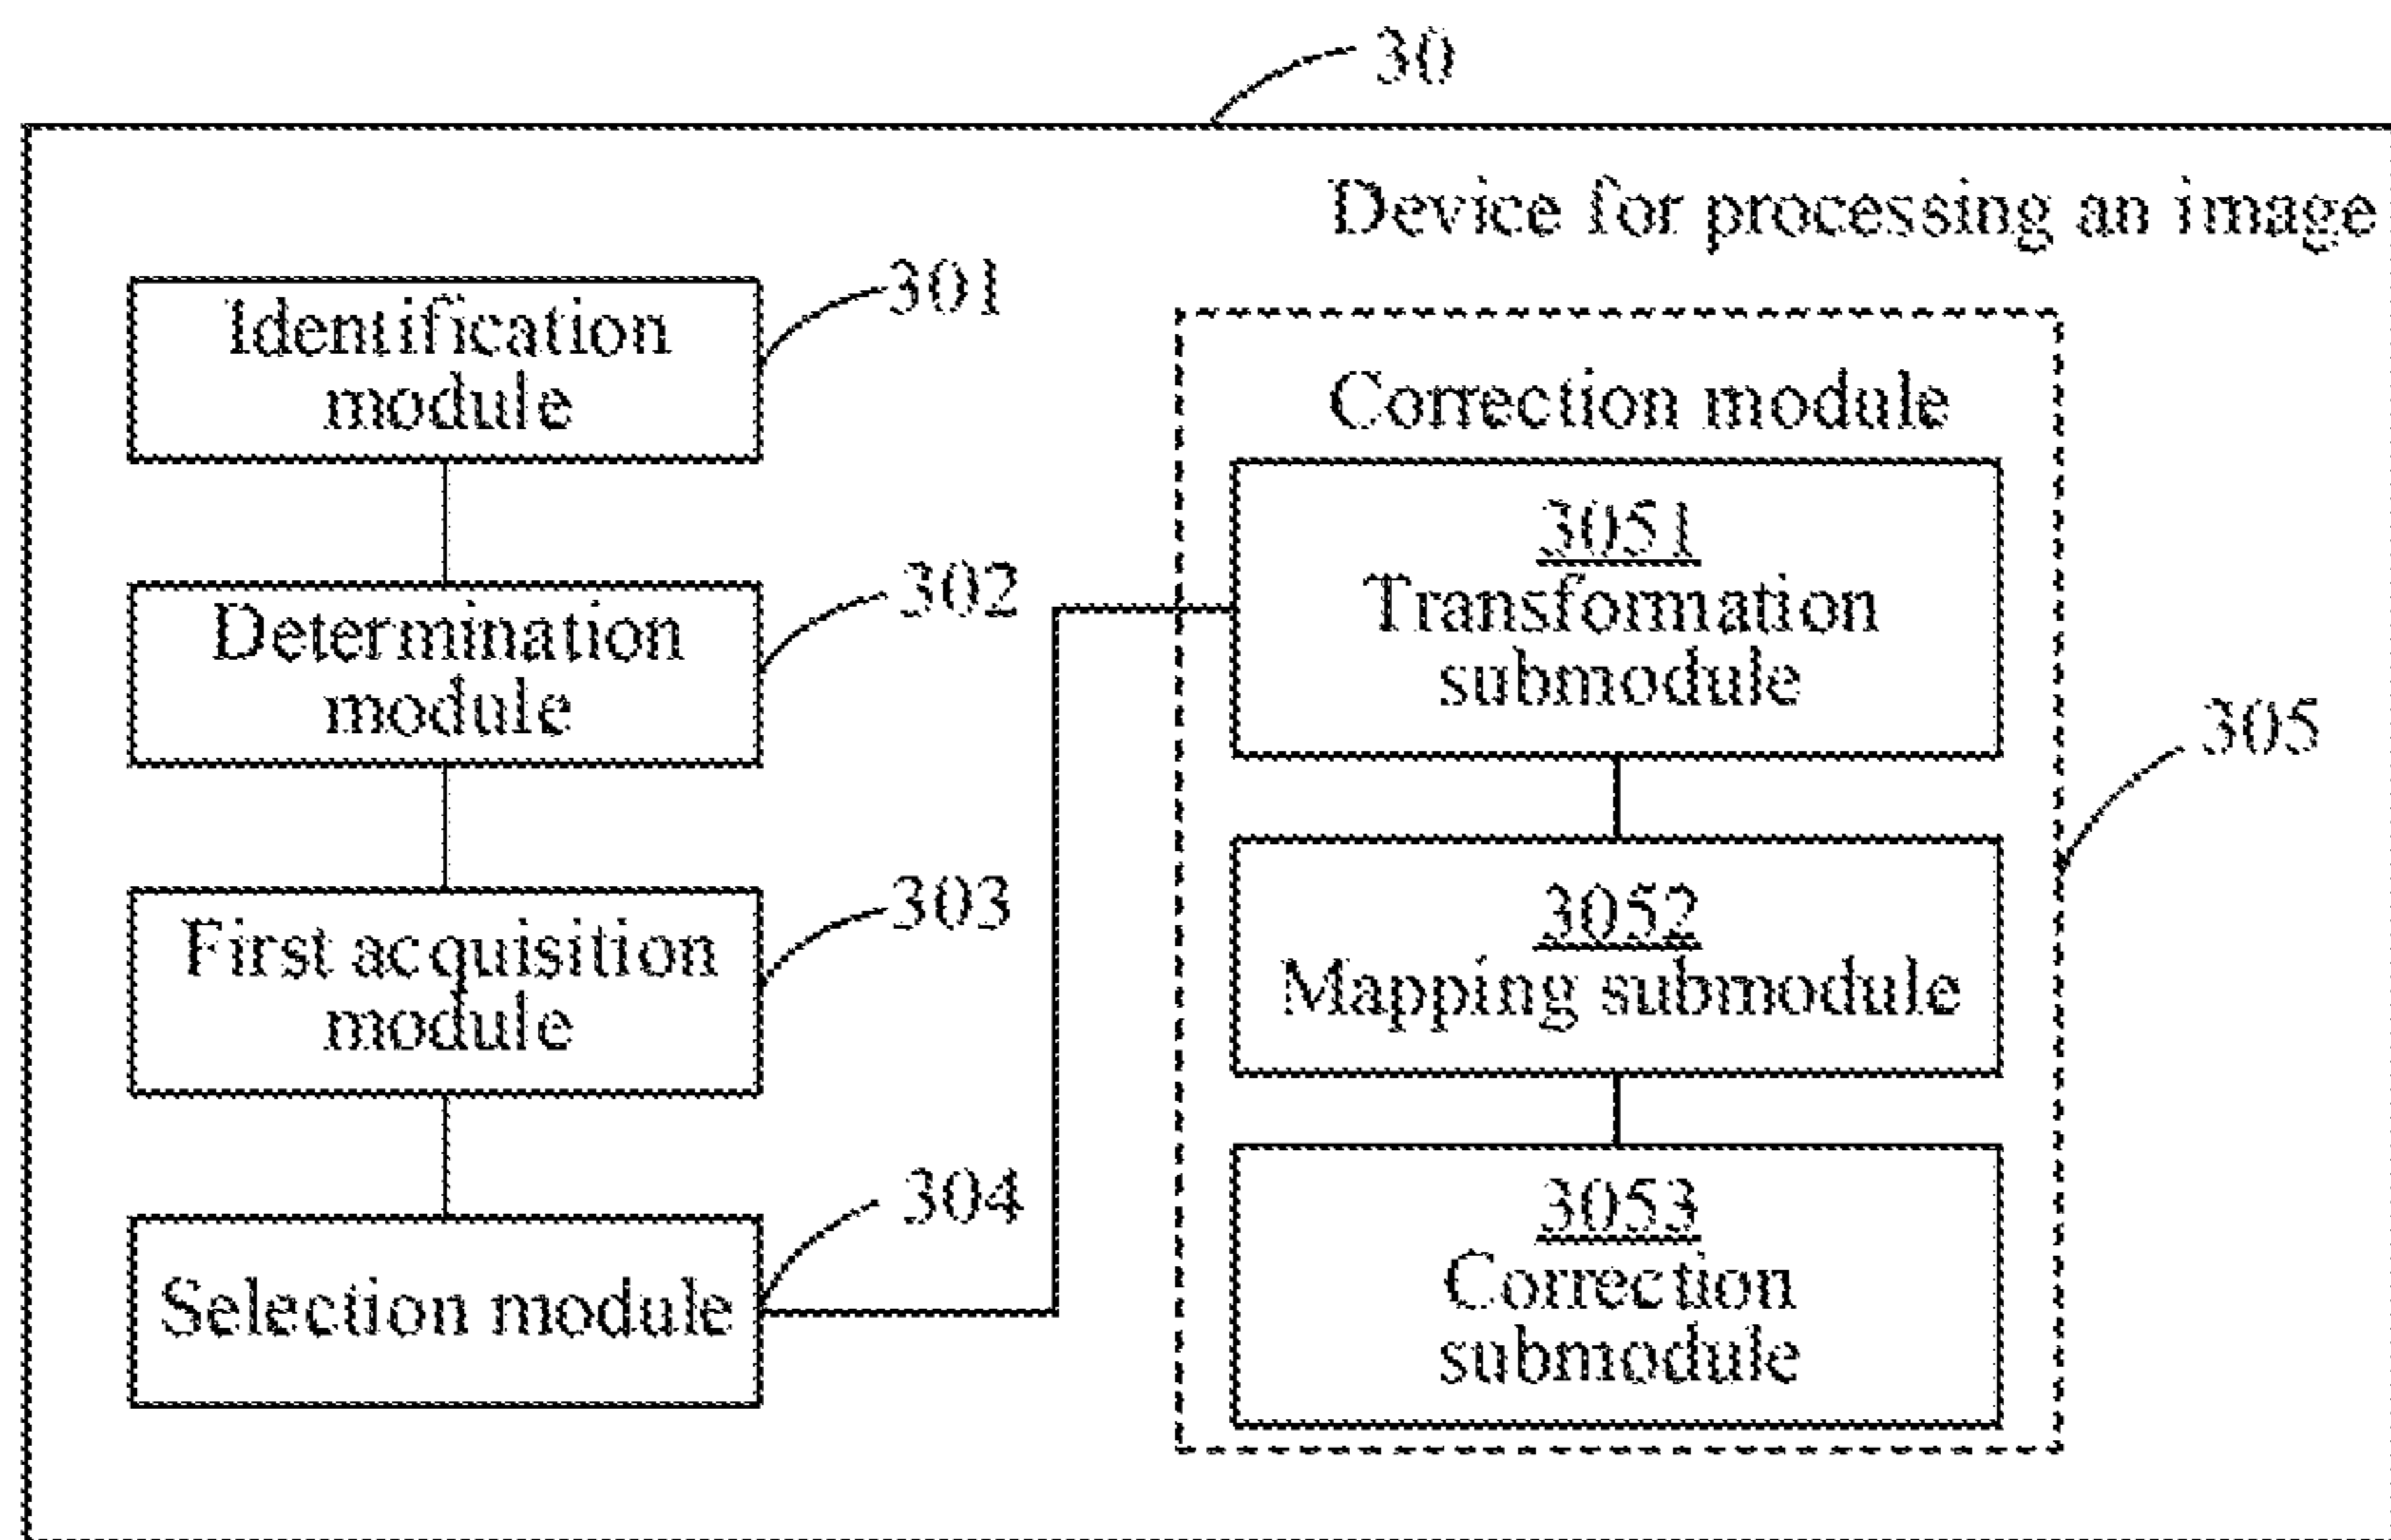 30
Device for processing an image
Identification
module
301
Determination
module
302
First acquisition
module
303
Selection module
304
Correction module
3051
Transformation
submodule
3052
Mapping submodule
3053
Correction
submodule
305